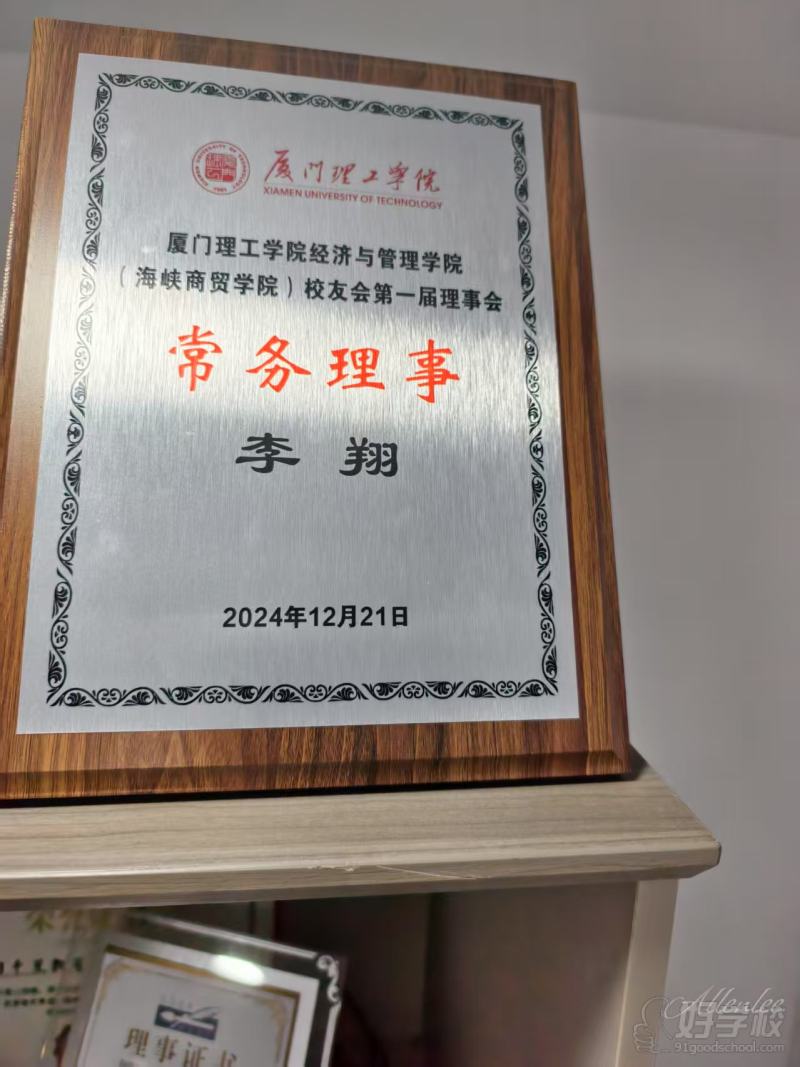 厦门理工学院
XIAMEN UNIVERSITY OF TECHNOLOGY
厦门理工学院经济与管理学院
（海峡商贸学院）校友会第一届理事会
常务理事
李翔
2024年12月21日
理事证书
Allenlee
好学校
91goodschool.com